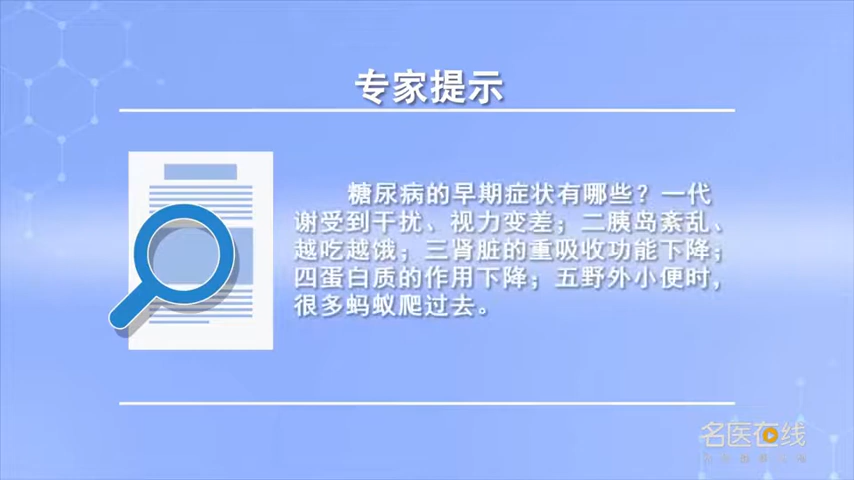 专家提示
糖尿病的早期症状有哪些？一代
谢受到干扰、视力变差；二胰岛紊乱、
越吃越饿；三肾脏的重吸收功能下降；
四蛋白质的作用下降；五野外小便时，
很多蚂蚁爬过去。
名医在线